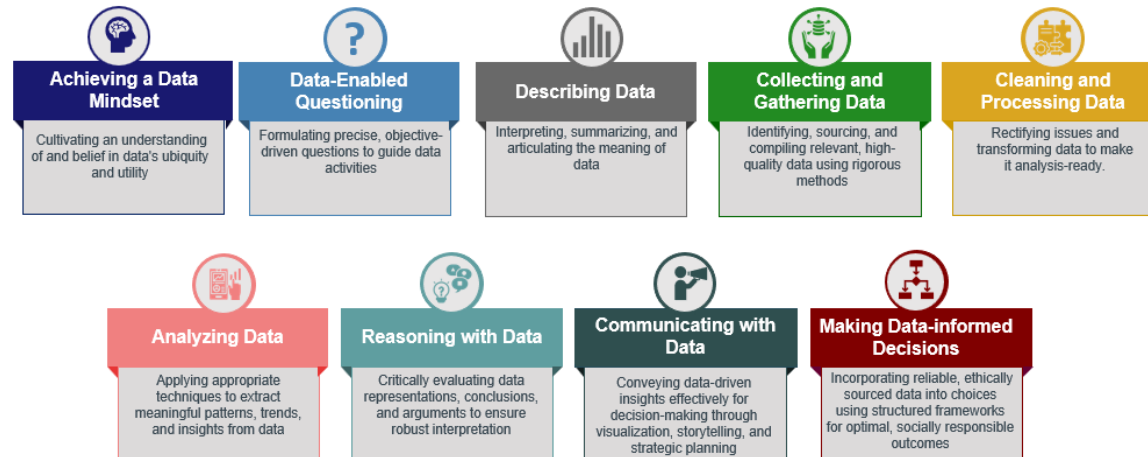 Achieving a Data
Mindset
Cultivating an understanding
of and belief in data's ubiquity
and utility
?
Data-Enabled
Questioning
Formulating precise, objective-
driven questions to guide data
activities
Describing Data
Interpreting, summarizing, and
articulating the meaning of
data
Collecting and
Gathering Data
Identifying, sourcing, and
compiling relevant, high-
quality data using rigorous
methods
Cleaning and
Processing Data
Rectifying issues and
transforming data to make
it analysis-ready.
Analyzing Data
Applying appropriate
techniques to extract
meaningful patterns, trends,
and insights from data
?
Reasoning with Data
Critically evaluating data
representations, conclusions,
and arguments to ensure
robust interpretation
Communicating with
Data
Conveying data-driven
insights effectively for
decision-making through
visualization, storytelling, and
strategic planning
Making Data-informed
Decisions
Incorporating reliable, ethically
sourced data into choices
using structured frameworks
for optimal, socially responsible
outcomes